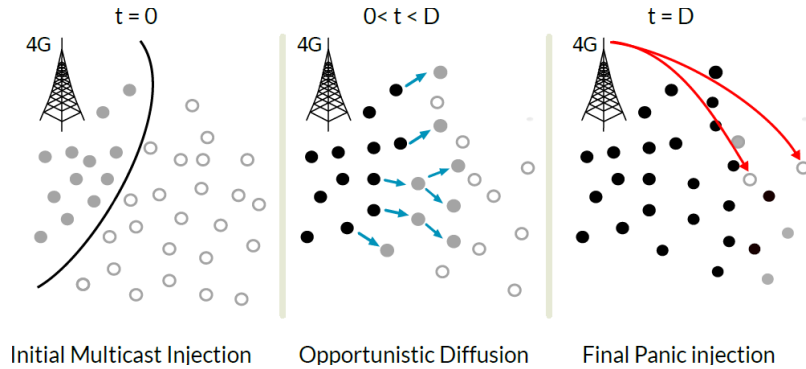 t = 0
0< t < D
t = D
4G
4G
4G
Initial Multicast Injection
Opportunistic Diffusion
Final Panic injection